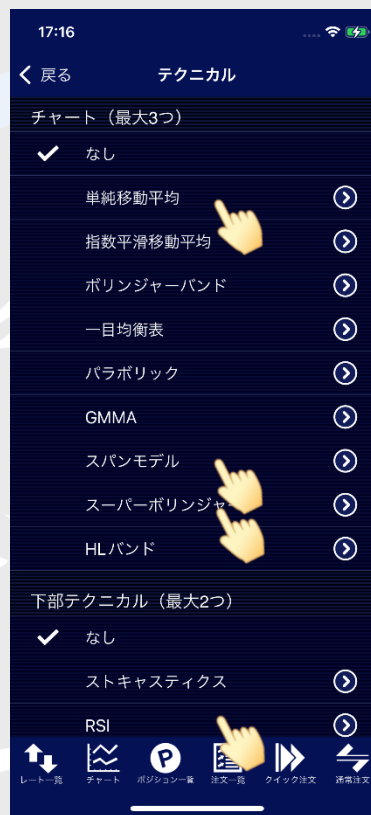 17:16
戻る
テクニカル
チャート（最大3つ）
なし
単純移動平均
指数平滑移動平均
ボリンジャーバンド
一目均衡表
パラボリック
GMMA
スパンモデル
スーパーボリンジャー
HLバンド
下部テクニカル（最大2つ）
なし
ストキャスティクス
RSI
P
レート一覧 チャート ポジション一覧 注文一覧 クイック注文 通常注文